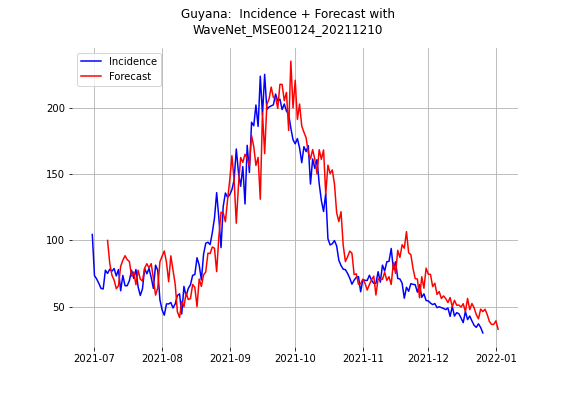 Guyana:  Incidence + Forecast with
WaveNet_MSE00124_20211210
Incidence
Forecast
200
150
100
50
2021-07
2021-08
2021-09
2021-10
2021-11
2021-12
2022-01